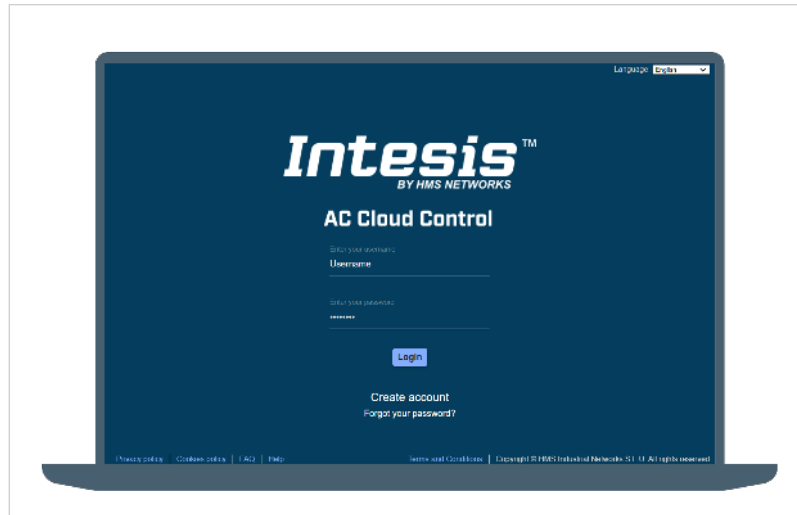 Language English
Intesis™
BY HMS NETWORKS
AC Cloud Control
Enter your username
Username
Enter your password
••••••••
Login
Create account
Forgot your password?
Privacy policy | Cookies policy | FAQ | Help Terms and Conditions | Copyright © HMS Industrial Networks S.L.U. All rights reserved